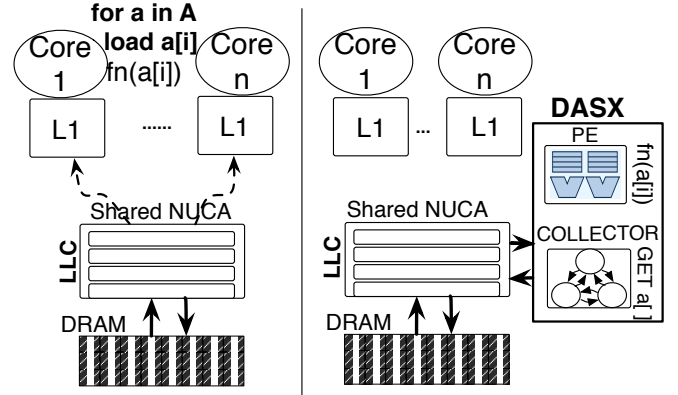 for a in A
load a[i]
fn(a[i])
Core
1
Core
n
L1
......
L1
Shared NUCA
LLC
DRAM
Core
1
Core
n
L1
...
L1
DASX
PE
fn(a[i])
Shared NUCA
LLC
COLLECTOR
GET a[ ]
DRAM